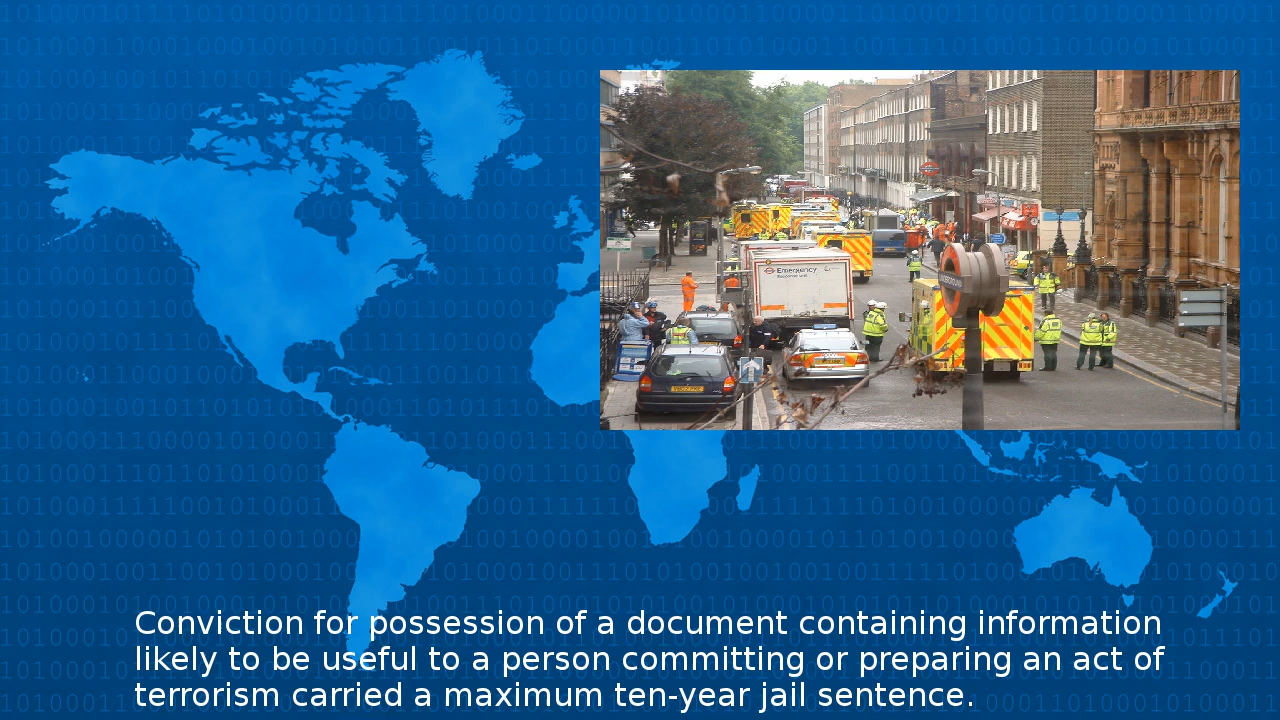 Emergency
Conviction for possession of a document containing information
likely to be useful to a person committing or preparing an act of
terrorism carried a maximum ten-year jail sentence.